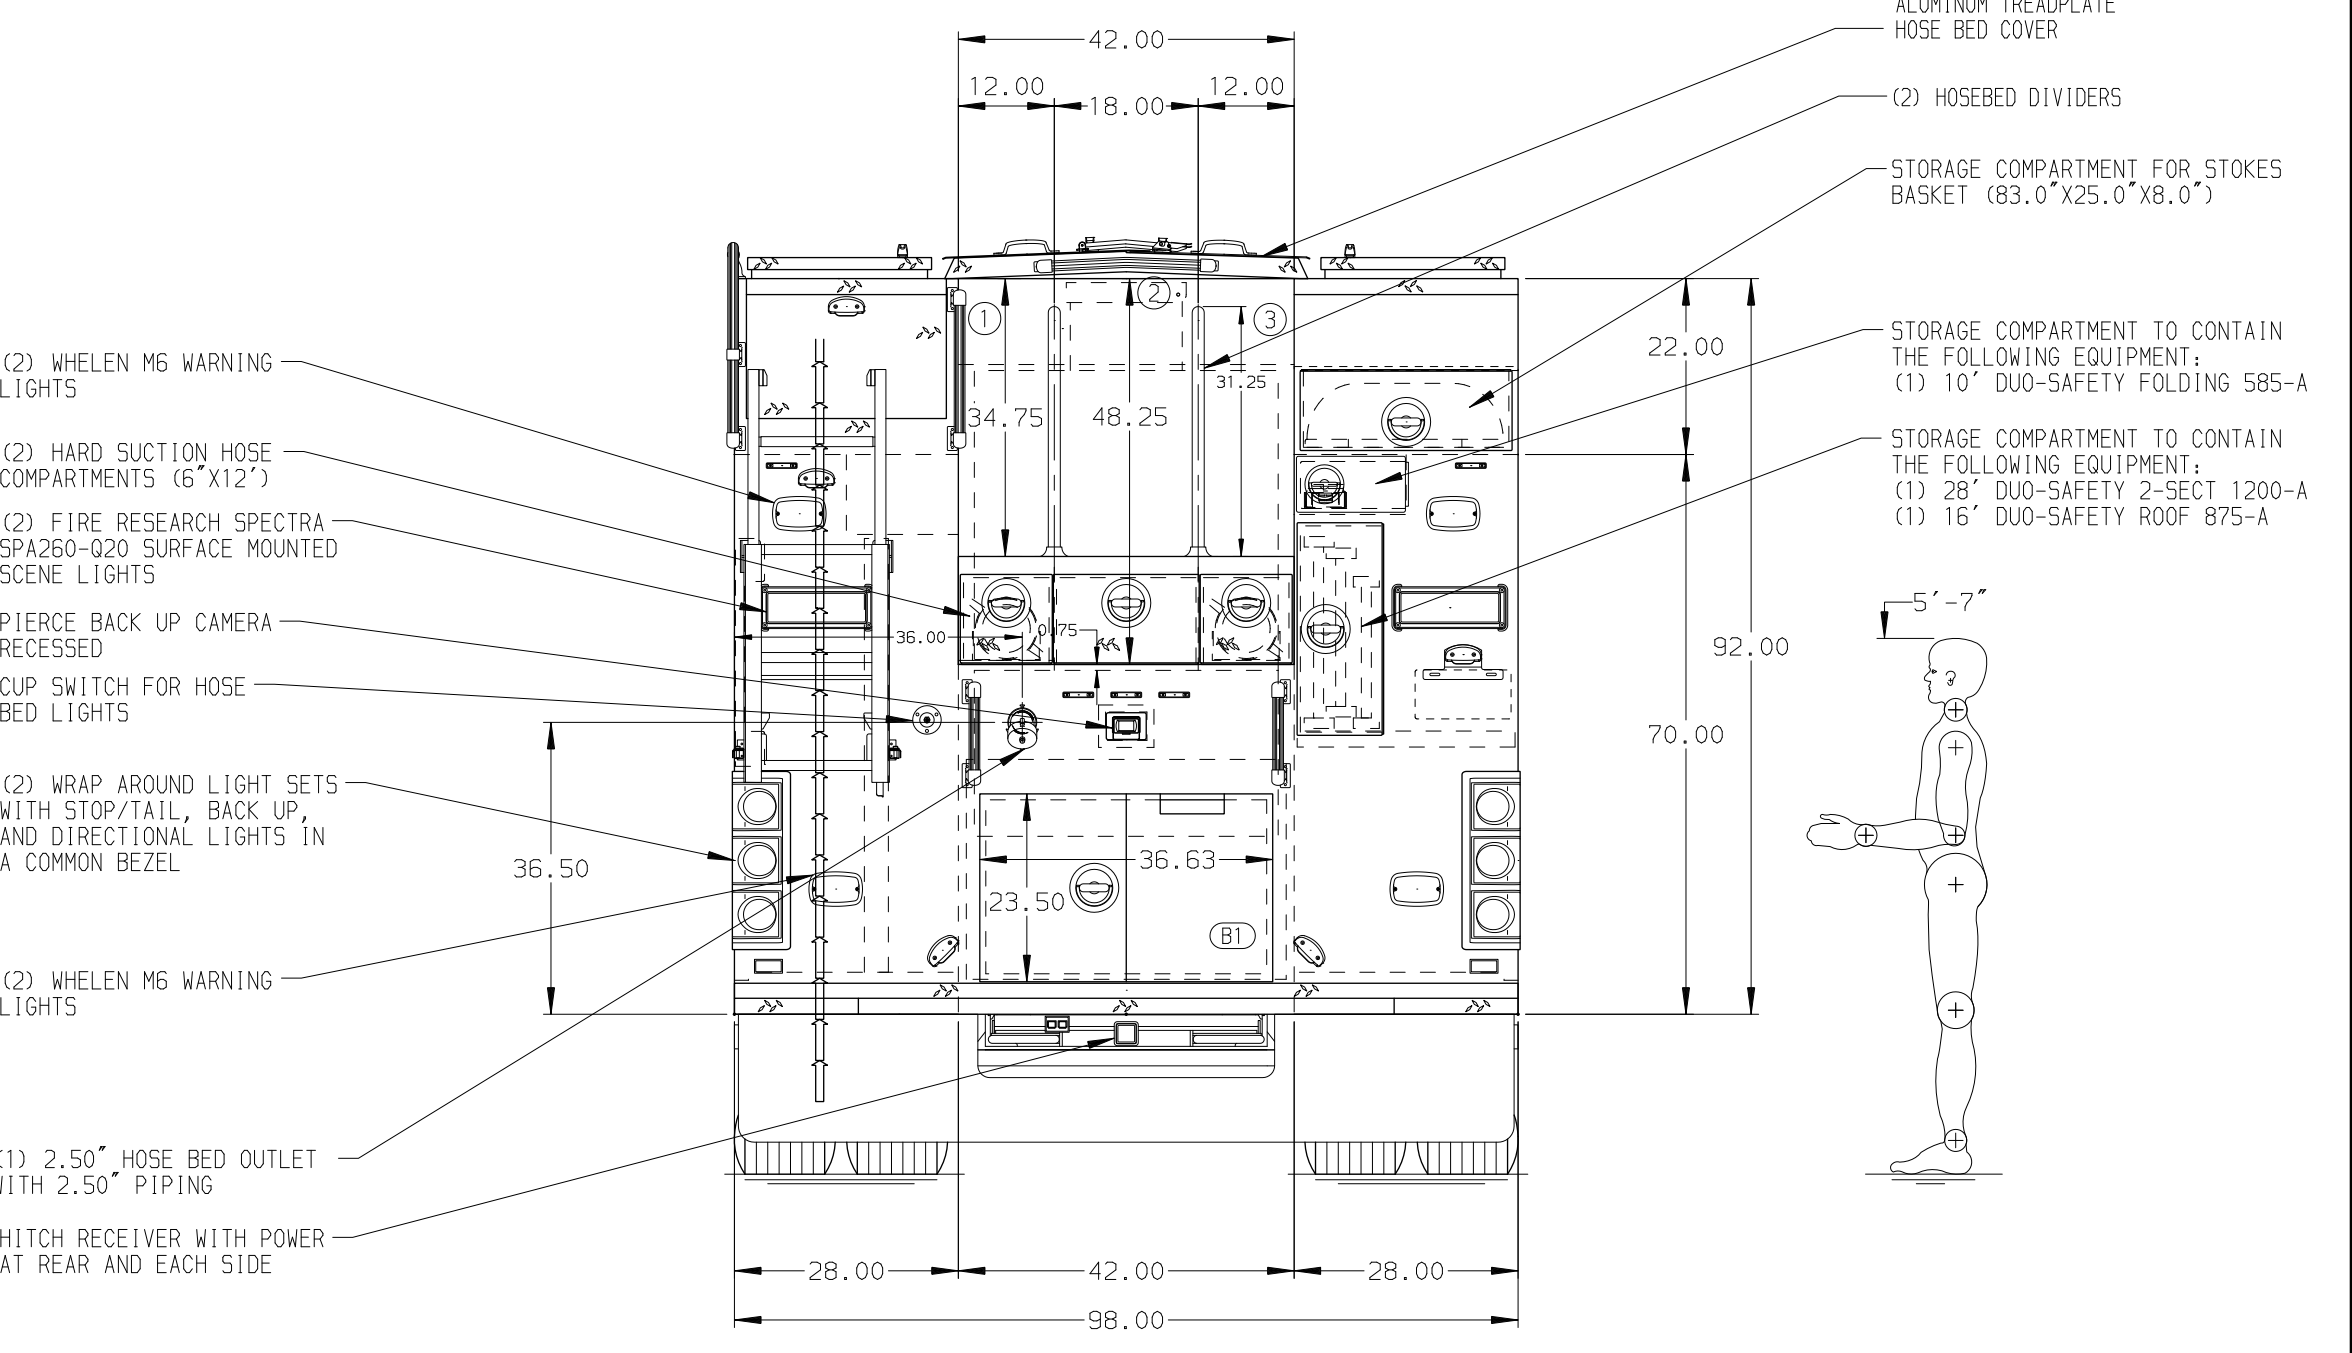 ALUMINUM TREADPLATE
HOSE BED COVER
(2) HOSEBED DIVIDERS
STORAGE COMPARTMENT FOR STOKES
BASKET (83.0"X25.0"X8.0")
STORAGE COMPARTMENT TO CONTAIN
THE FOLLOWING EQUIPMENT:
(1) 10' DUO-SAFETY FOLDING 585-A
STORAGE COMPARTMENT TO CONTAIN
THE FOLLOWING EQUIPMENT:
(1) 28' DUO-SAFETY 2-SECT 1200-A
(1) 16' DUO-SAFETY ROOF 875-A
5'-7"
(2) WHELEN M6 WARNING
LIGHTS
(2) HARD SUCTION HOSE
COMPARTMENTS (6"X12')
(2) FIRE RESEARCH SPECTRA
SPA260-Q20 SURFACE MOUNTED
SCENE LIGHTS
PIERCE BACK UP CAMERA
RECESSED
CUP SWITCH FOR HOSE
BED LIGHTS
(2) WRAP AROUND LIGHT SETS
WITH STOP/TAIL, BACK UP,
AND DIRECTIONAL LIGHTS IN
A COMMON BEZEL
(2) WHELEN M6 WARNING
LIGHTS
(1) 2.50" HOSE BED OUTLET
WITH 2.50" PIPING
HITCH RECEIVER WITH POWER
AT REAR AND EACH SIDE
42.00
12.00
18.00
12.00
1
2
3
34.75
48.25
31.25
22.00
36.00
0.75
92.00
70.00
36.50
36.63
23.50
B1
28.00
42.00
28.00
98.00